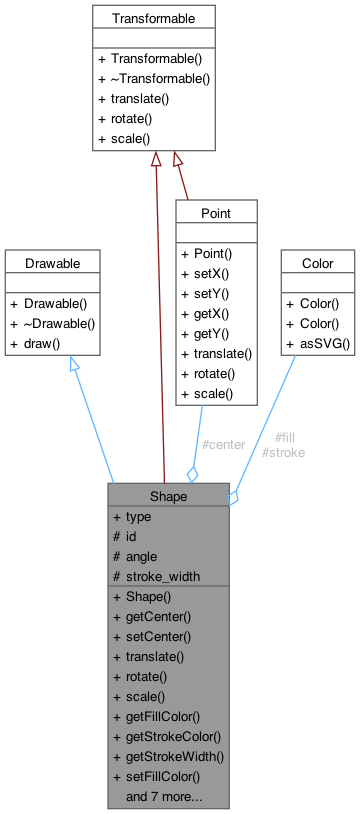 Transformable
+ Transformable()
+ ~Transformable()
+ translate()
+ rotate()
+ scale()
Point
+ Point()
+ setX()
+ setY()
+ getX()
+ getY()
+ translate()
+ rotate()
+ scale()
Drawable
+ Drawable()
+ ~Drawable()
+ draw()
Color
+ Color()
+ Color()
+ asSVG()
#center
#fill
#stroke
Shape
+ type
# id
# angle
# stroke_width
+ Shape()
+ getCenter()
+ setCenter()
+ translate()
+ rotate()
+ scale()
+ getFillColor()
+ getStrokeColor()
+ getStrokeWidth()
+ setFillColor()
and 7 more...